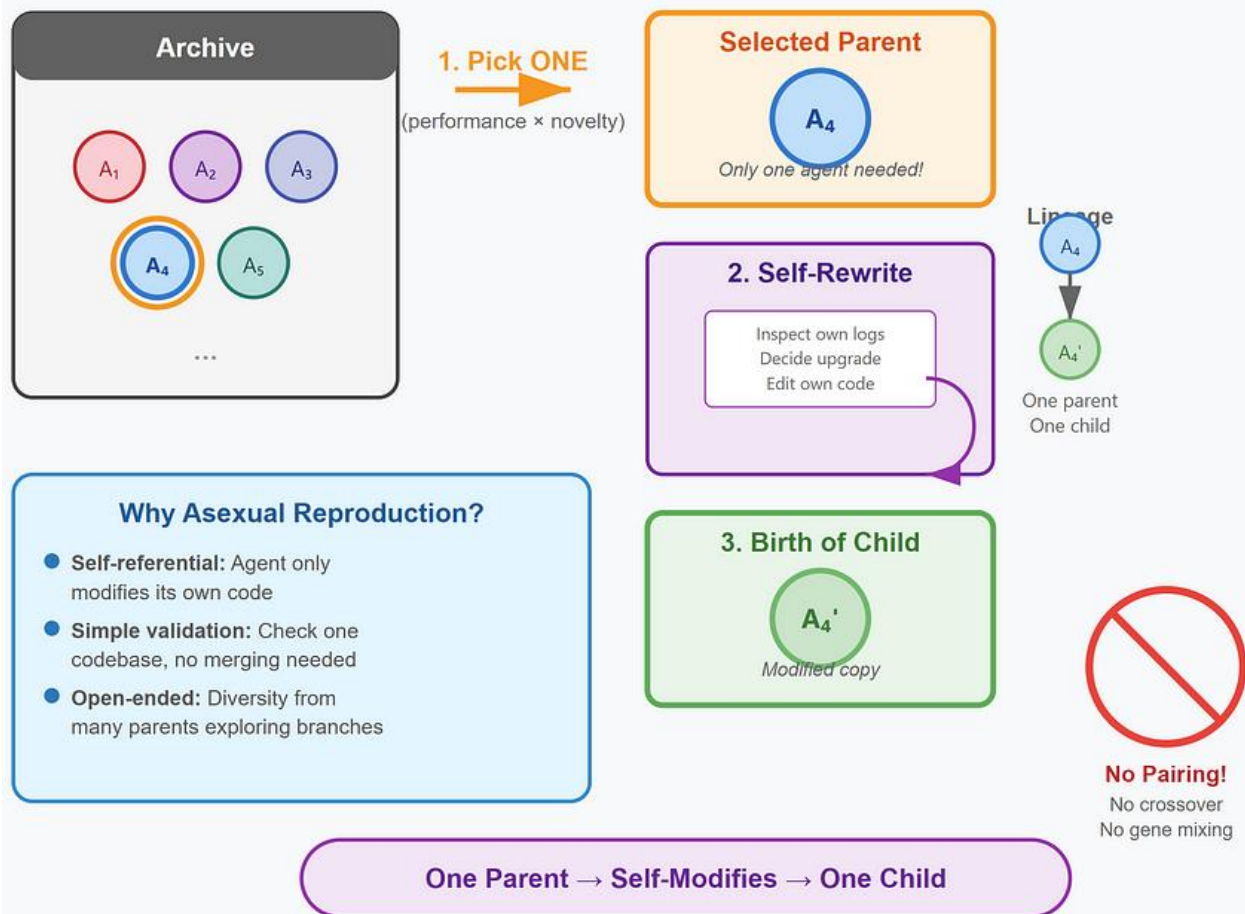 Archive
A₁
A₂
A₃
A₄
A₅
...
1. Pick ONE
(performance × novelty)
Selected Parent
A₄
Only one agent needed!
2. Self-Rewrite
Inspect own logs
Decide upgrade
Edit own code
Lineage
A₄
A₄'
One parent
One child
Why Asexual Reproduction?
Self-referential: Agent only
modifies its own code
Simple validation: Check one
codebase, no merging needed
Open-ended: Diversity from
many parents exploring branches
3. Birth of Child
A₄'
Modified copy
No Pairing!
No crossover
No gene mixing
One Parent → Self-Modifies → One Child